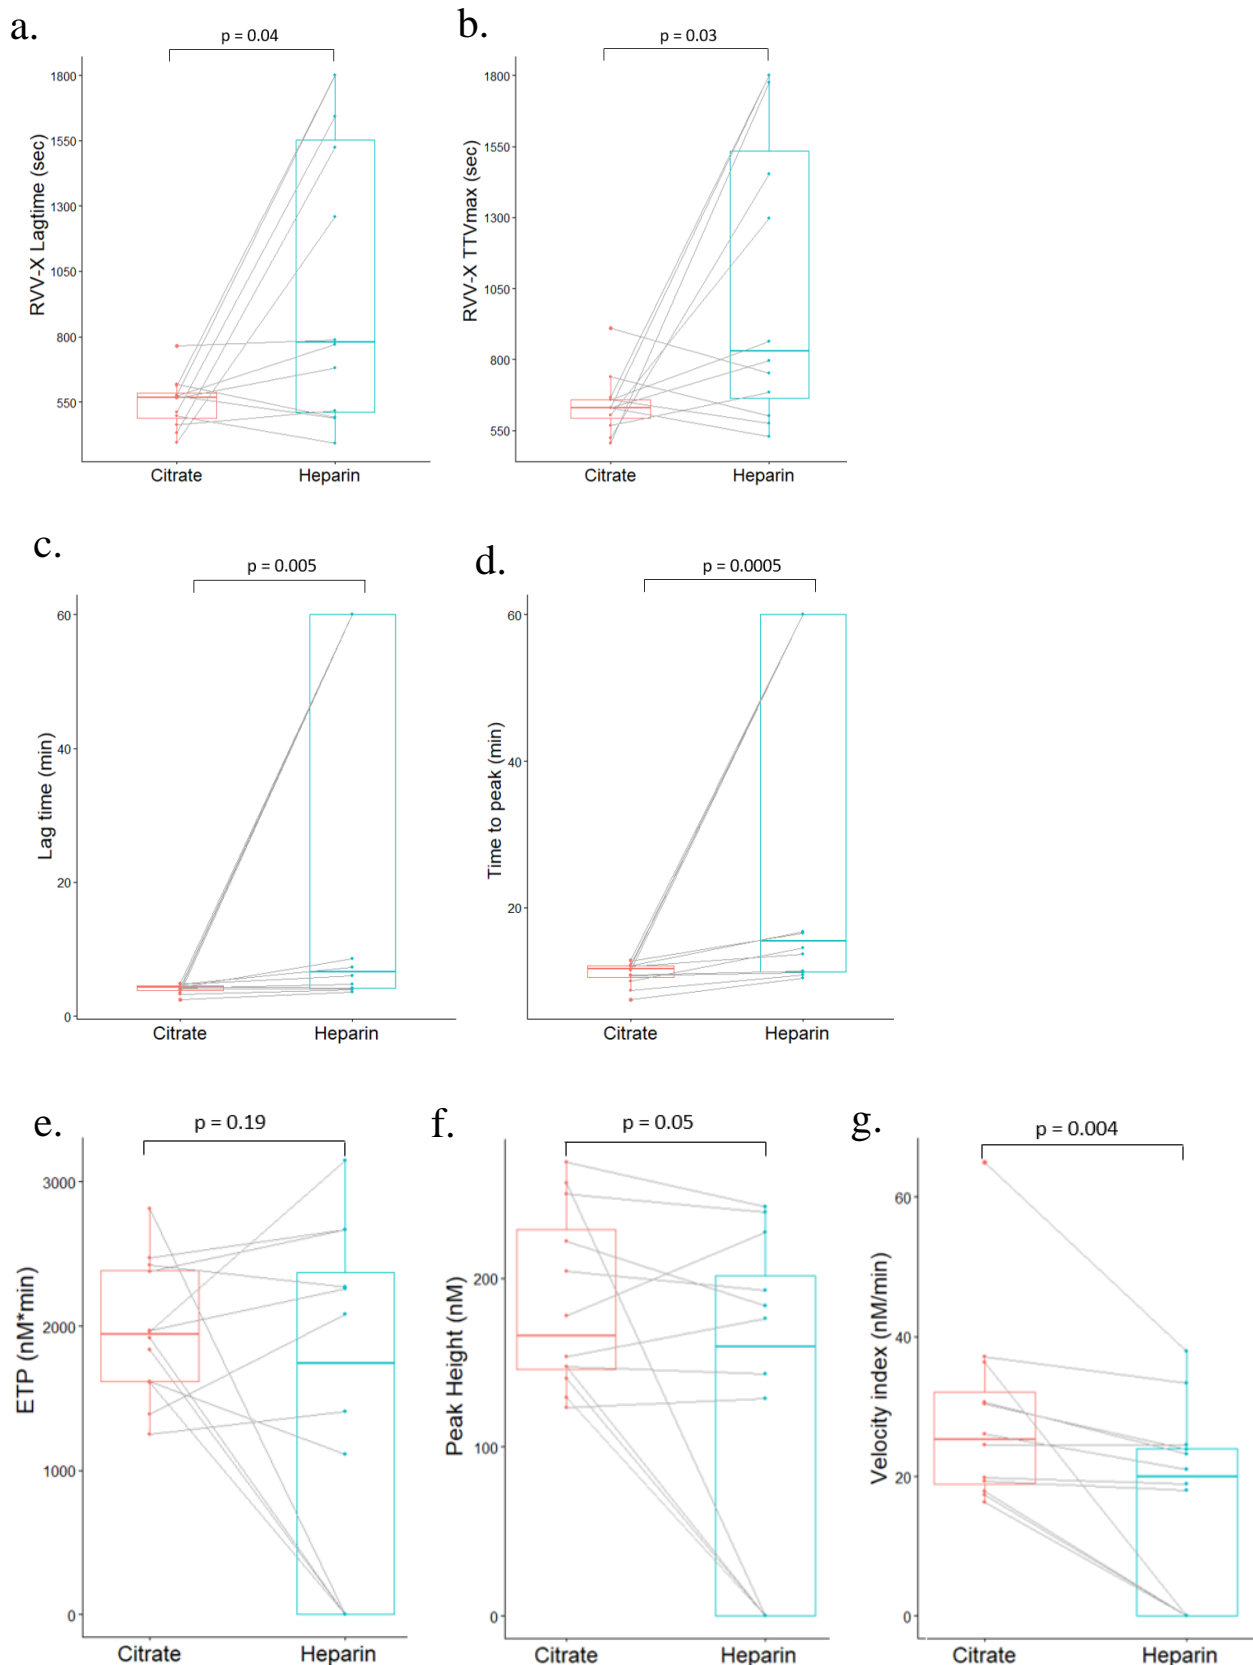 a.
p = 0.04
RVV-X Lagtime (sec)
1800
1550
1300
1050
800
550
Citrate
Heparin
b.
p = 0.03
RVV-X TTVmax (sec)
1800
1550
1300
1050
800
550
Citrate
Heparin
c.
p = 0.005
Lag time (min)
60
40
20
0
Citrate
Heparin
d.
p = 0.0005
Time to peak (min)
60
40
20
Citrate
Heparin
e.
p = 0.19
ETP (nM*min)
3000
2000
1000
0
Citrate
Heparin
f.
p = 0.05
Peak Height (nM)
200
100
0
Citrate
Heparin
g.
p = 0.004
Velocity index (nM/min)
60
40
20
0
Citrate
Heparin